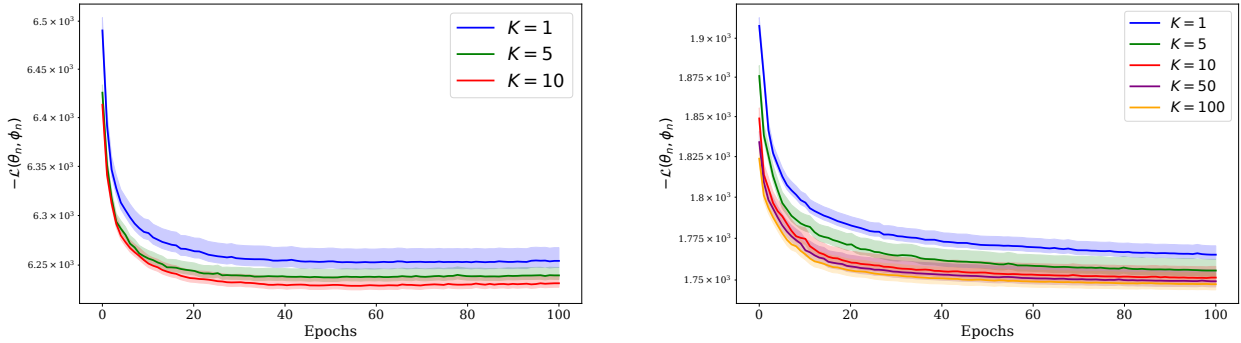 6.5 × 10³
6.45 × 10³
6.4 × 10³
6.35 × 10³
6.3 × 10³
6.25 × 10³
−ℒ(θₙ, ϕₙ)
K = 1
K = 5
K = 10
0 20 40 60 80 100
Epochs
1.9 × 10³
1.875 × 10³
1.85 × 10³
1.825 × 10³
1.8 × 10³
1.775 × 10³
1.75 × 10³
−ℒ(θₙ, ϕₙ)
K = 1
K = 5
K = 10
K = 50
K = 100
0 20 40 60 80 100
Epochs